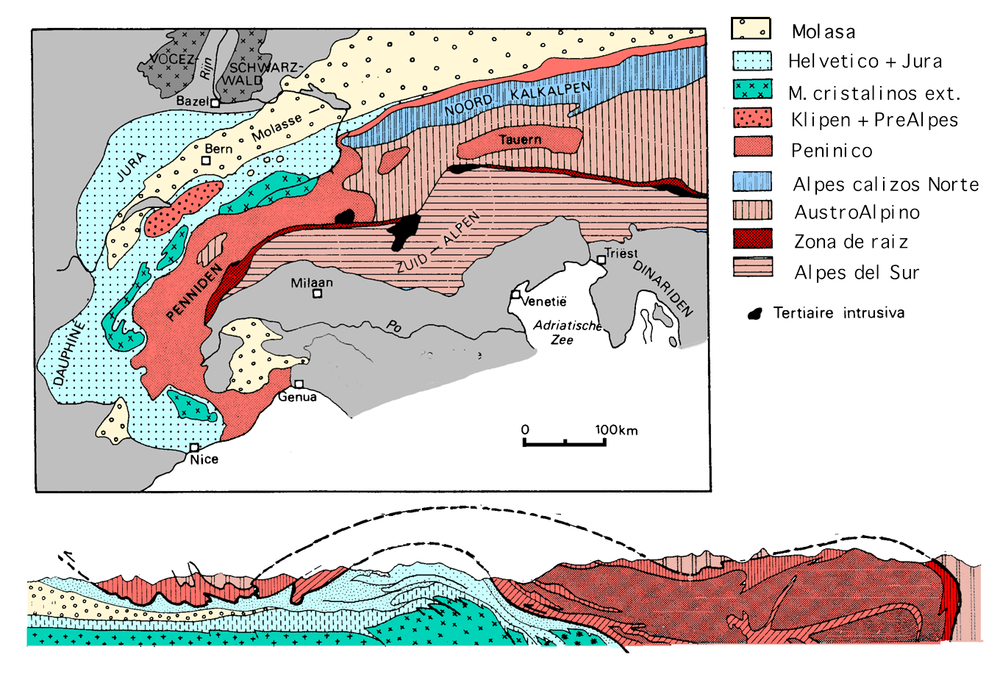 VOGEZ-
Rijn
SCHWARZ-
WALD
Bazel
Molasse
Bern
JURA
NOORD KALKALPEN
Tauern
PENNIDEN
ZUID – ALPEN
Milaan
Triëst
DINARIDEN
Venetië
Adriatische
Zee
Po
DAUPHINÉ
Genua
Nice
0 100km
Molasa
Helvetico + Jura
M. cristalinos ext.
Klipen + PreAlpes
Peninico
Alpes calizos Norte
AustroAlpino
Zona de raiz
Alpes del Sur
Tertiaire intrusiva